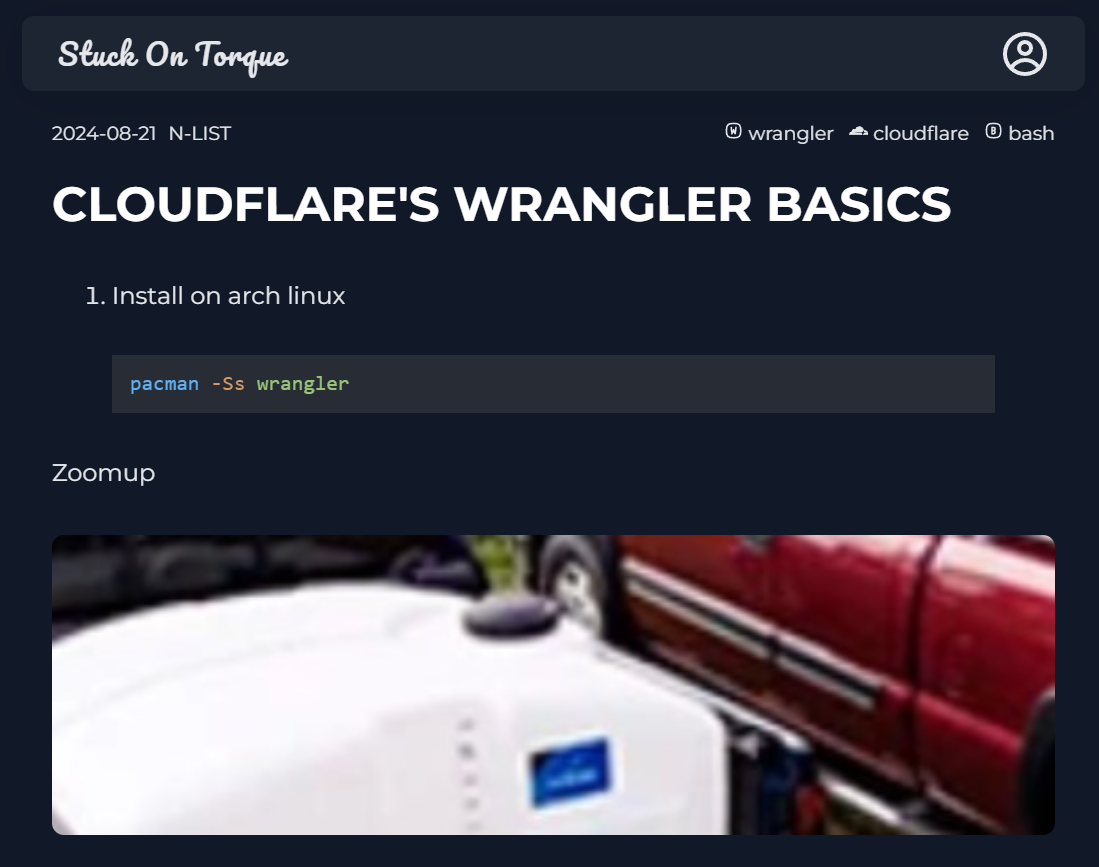 Stuck On Torque
2024-08-21 N-LIST
wrangler cloudflare bash
CLOUDFLARE'S WRANGLER BASICS
1. Install on arch linux
pacman -Ss wrangler
Zoomup